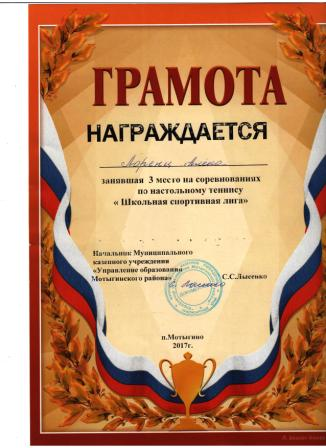 ГРАМОТА
НАГРАЖДАЕТСЯ
Лоренц
занявшая 3 место на соревнованиях
по настольному теннису
« Школьная спортивная лига»
Начальник Муниципального
казенного учреждения
«Управление образования
Мотыгинского района»
С.С.Лысенко
п.Мотыгино
2017г.